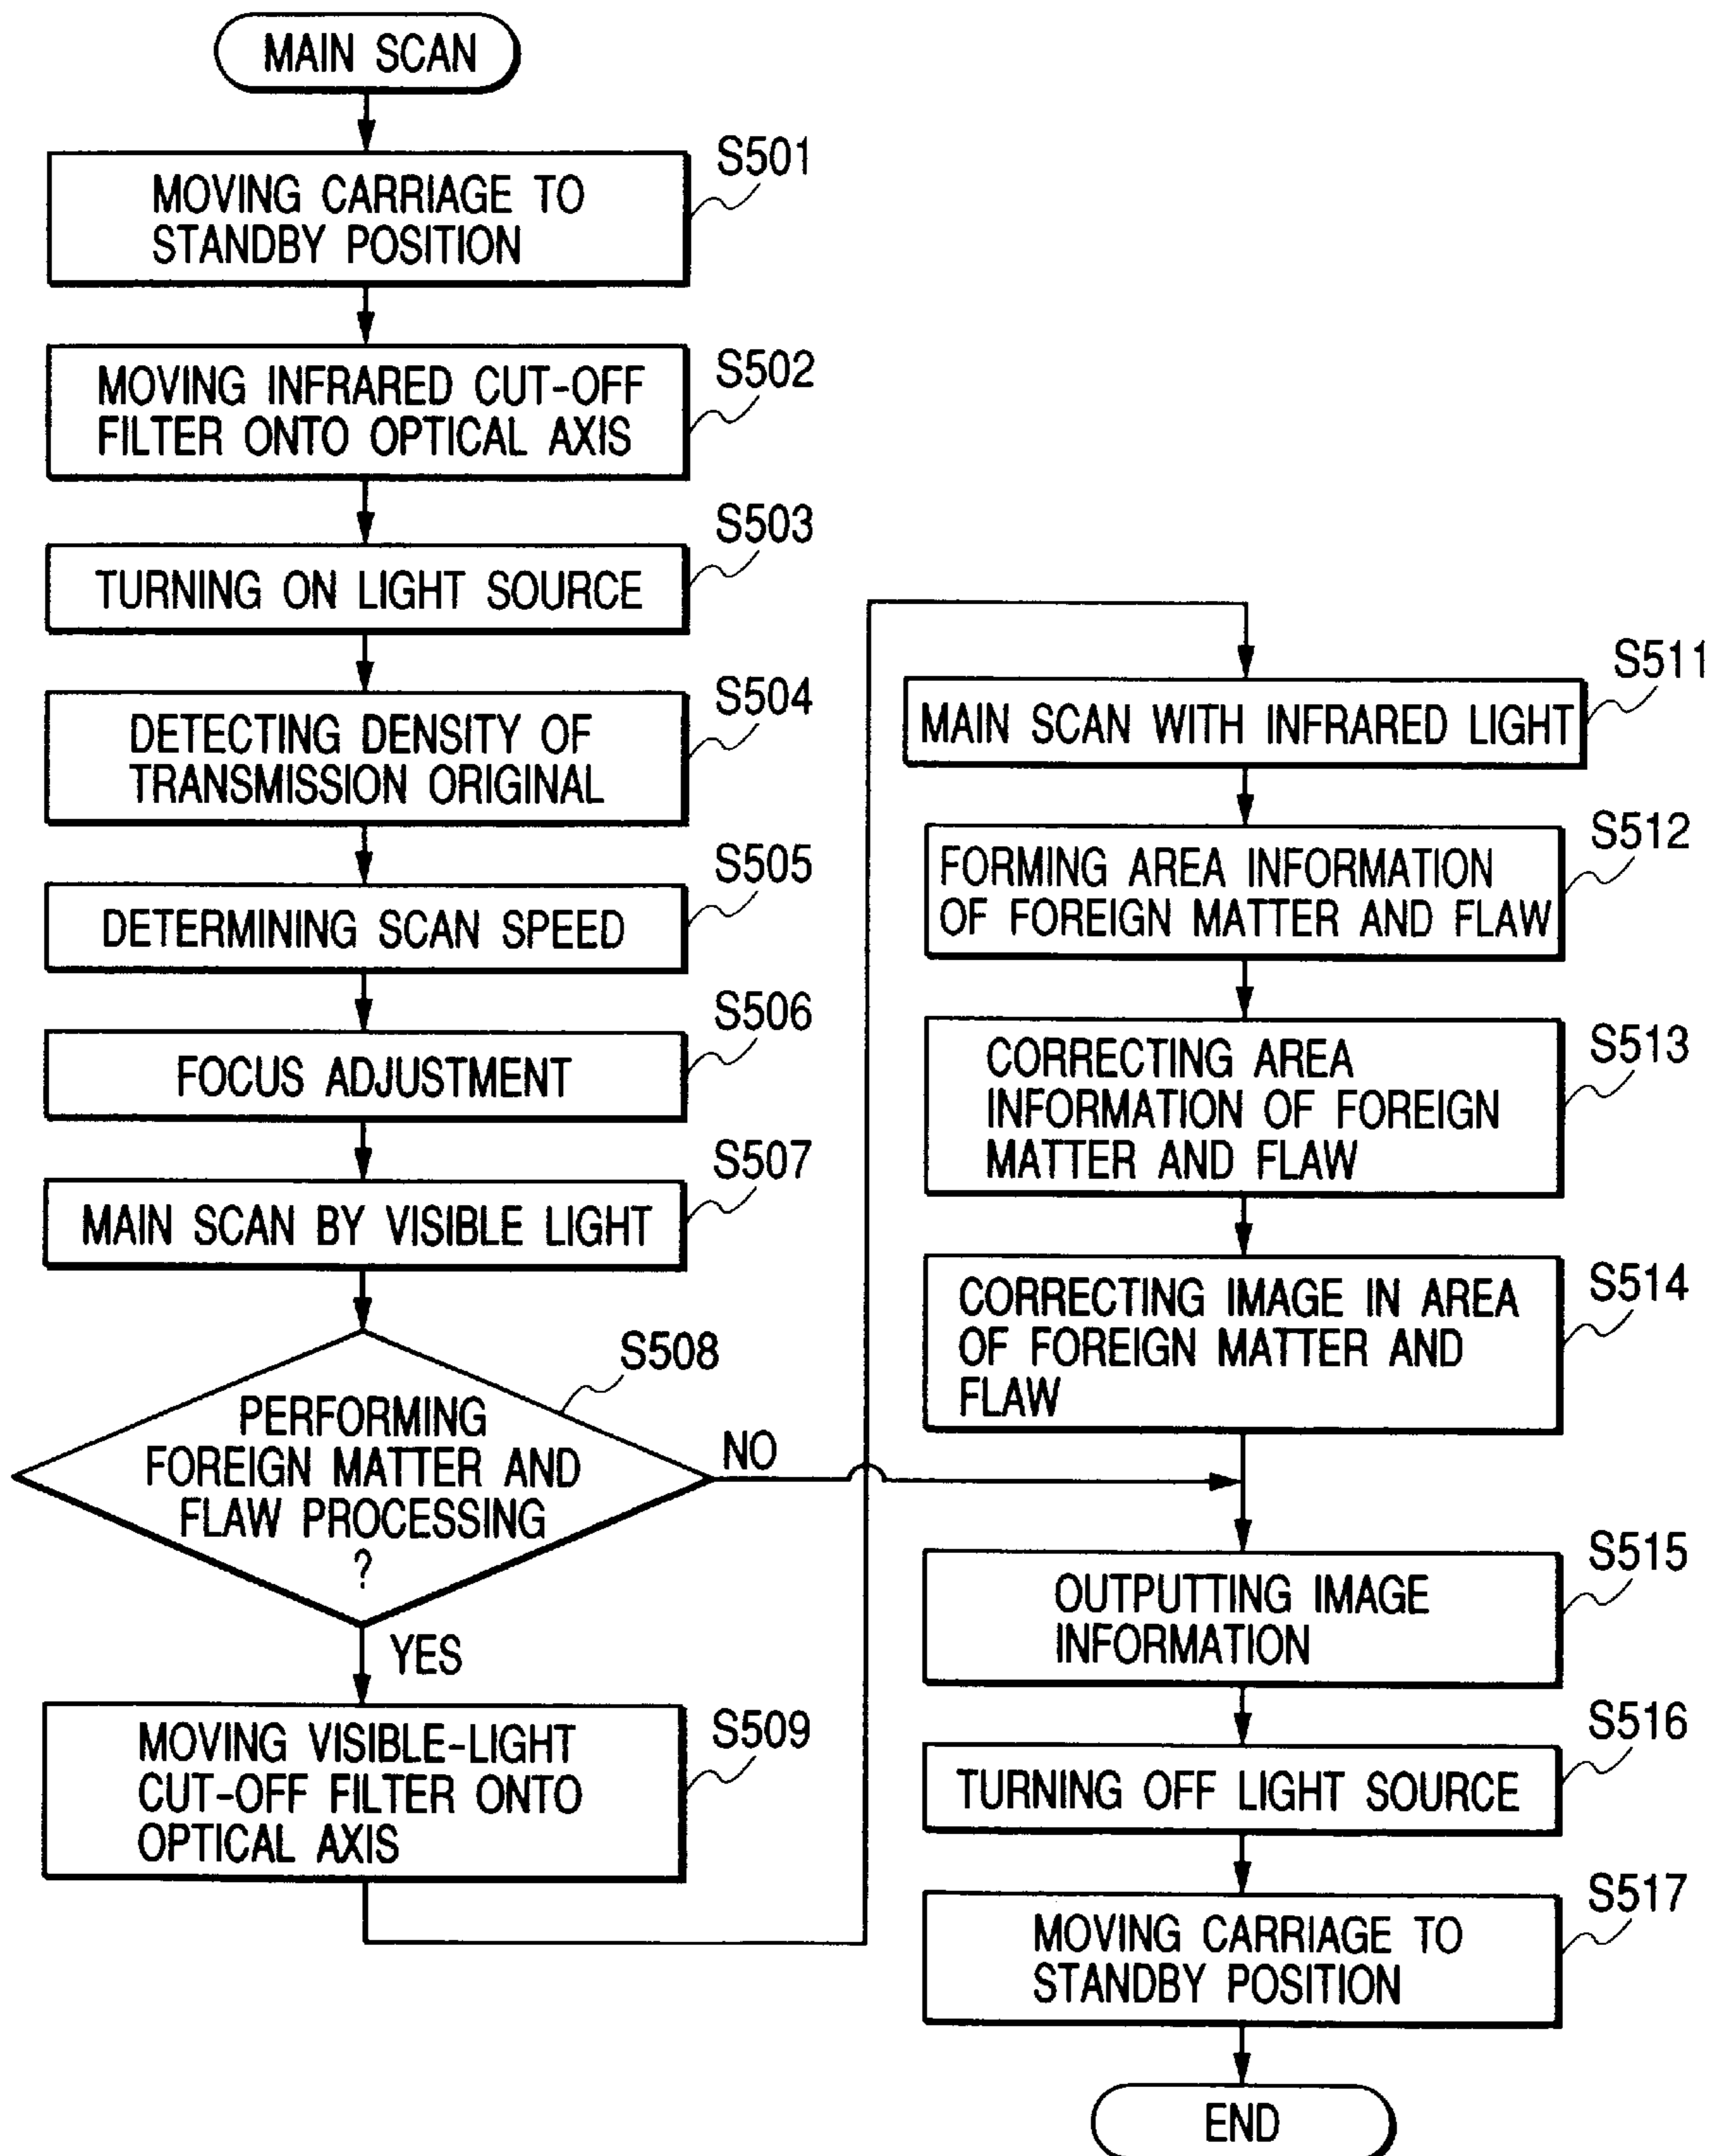 MAIN SCAN
S501
MOVING CARRIAGE TO
STANDBY POSITION
S502
MOVING INFRARED CUT-OFF
FILTER ONTO OPTICAL AXIS
S503
TURNING ON LIGHT SOURCE
S504
DETECTING DENSITY OF
TRANSMISSION ORIGINAL
S505
DETERMINING SCAN SPEED
S506
FOCUS ADJUSTMENT
S507
MAIN SCAN BY VISIBLE LIGHT
S508
PERFORMING
FOREIGN MATTER AND
FLAW PROCESSING
?
NO
YES
S509
MOVING VISIBLE-LIGHT
CUT-OFF FILTER ONTO
OPTICAL AXIS
S511
MAIN SCAN WITH INFRARED LIGHT
S512
FORMING AREA INFORMATION
OF FOREIGN MATTER AND FLAW
S513
CORRECTING AREA
INFORMATION OF FOREIGN
MATTER AND FLAW
S514
CORRECTING IMAGE IN AREA
OF FOREIGN MATTER AND
FLAW
S515
OUTPUTTING IMAGE
INFORMATION
S516
TURNING OFF LIGHT SOURCE
S517
MOVING CARRIAGE TO
STANDBY POSITION
END